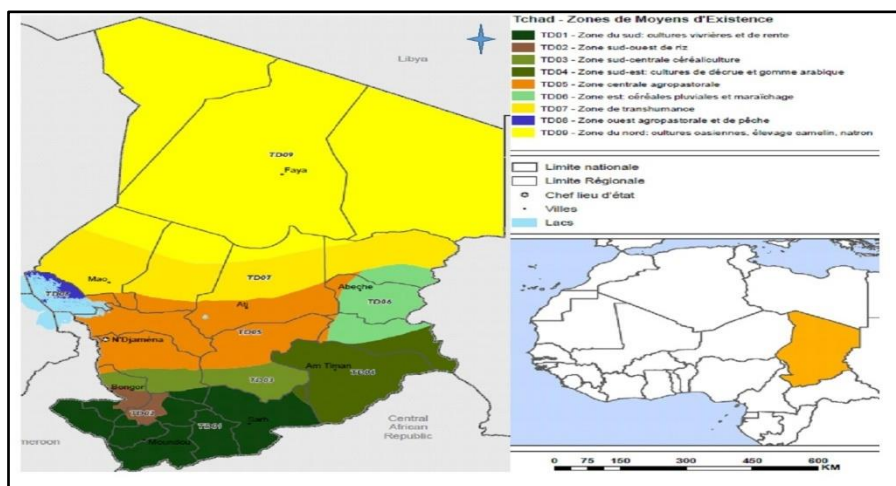 Tchad - Zones de Moyens d'Existence
TD01 - Zone du sud: cultures vivrières et de rente
TD02 - Zone sud-ouest de riz
TD03 - Zone sud-centrale céréaliculture
TD04 - Zone sud-est: cultures de décrue et gomme arabique
TD05 - Zone centrale agropastorale
TD06 - Zone est: céréales pluviales et maraîchage
TD07 - Zone de transhumance
TD08 - Zone ouest agropastorale et de pêche
TD09 - Zone du nord: cultures oasiennes, élevage camelin, natron
Limite nationale
Limite Régionale
Chef lieu d'état
Villes
Lacs
Libya
TD09
Faya
TD07
Mao
Ati
Abeche
TD06
TD05
N'Djaména
Am Timan
TD04
TD03
Bongor
TD02
TD01
Sarh
Moundou
Central
African
Republic
meroon
0 75 150 300 450 600
KM